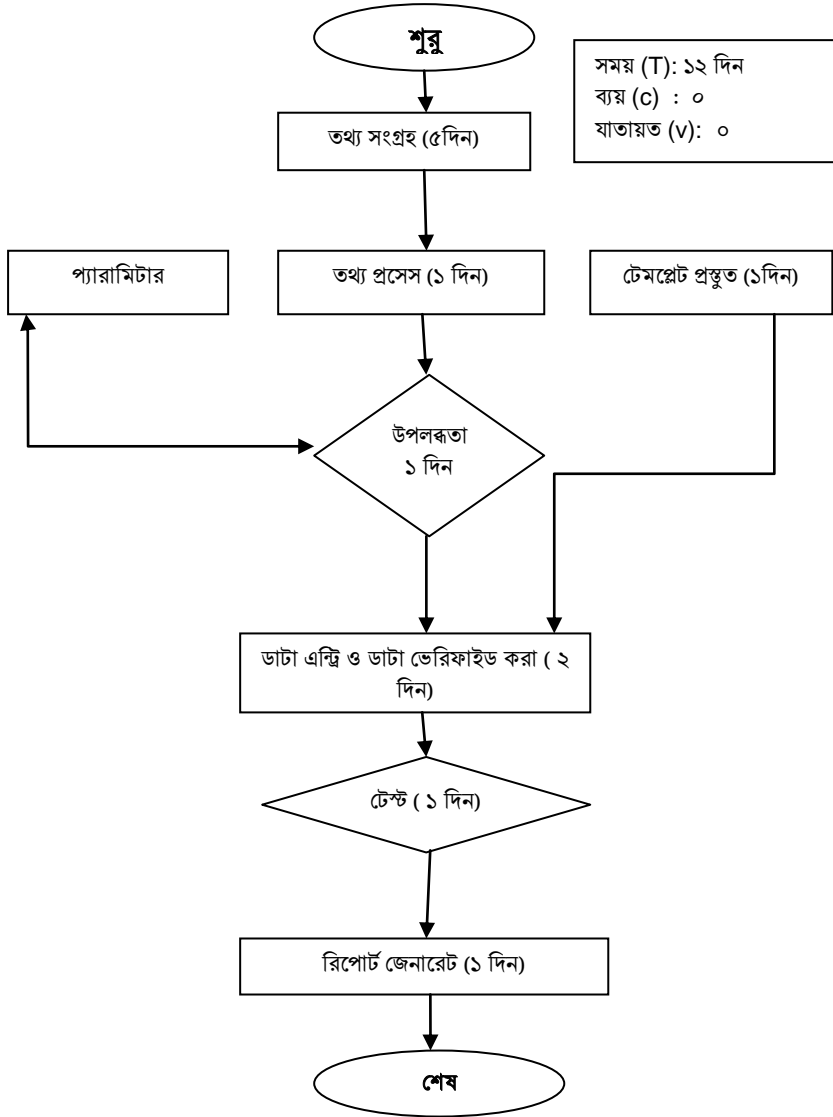 শুরু
সময় (T): ১২ দিন
ব্যয় (c) : ০
যাতায়ত (v): ০
তথ্য সংগ্রহ (৫দিন)
প্যারামিটার
তথ্য প্রসেস (১ দিন)
টেমপ্লেট প্রস্তুত (১দিন)
উপলব্ধতা
১ দিন
ডাটা এন্ট্রি ও ডাটা ভেরিফাইড করা ( ২
দিন)
টেস্ট ( ১ দিন)
রিপোর্ট জেনারেট (১ দিন)
শেষ